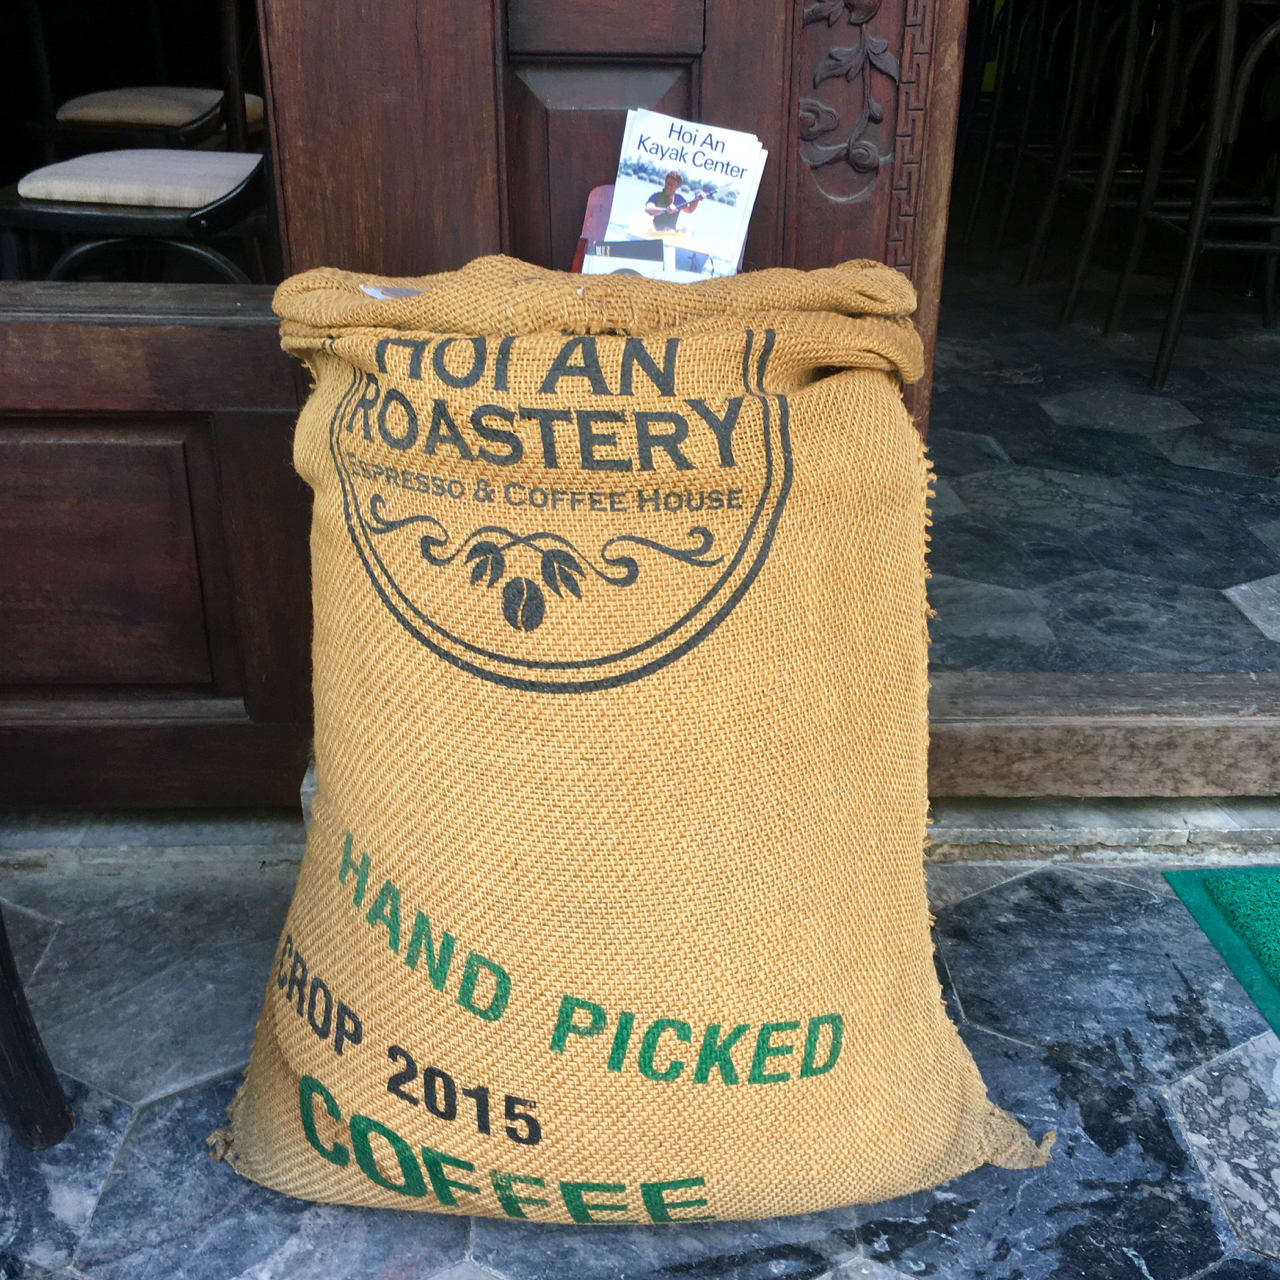 Hoi An
Kayak Center
HOI AN
ROASTERY
ESPRESSO & COFFEE HOUSE
HAND PICKED
CROP 2015
COFFEE